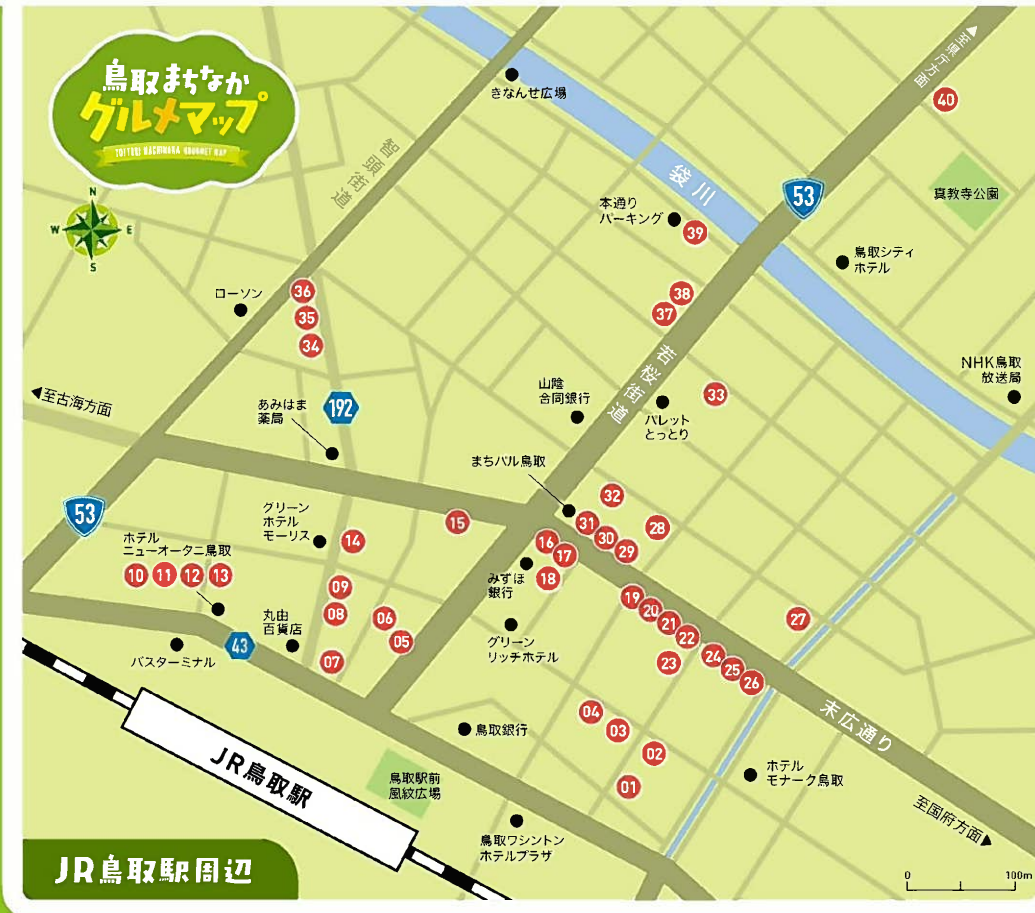 鳥取まちなか
グルメマップ
TOTTORI MACHINAKA GOURMET MAP
N
W
E
S
きなんせ広場
▲至県庁方面
40
智頭街道
袋川
53
真教寺公園
本通り
パーキング
39
鳥取シティ
ホテル
ローソン
36
35
34
38
37
若桜街道
NHK鳥取
放送局
◀至古海方面
192
あみはま
薬局
山陰
合同銀行
パレット
とっとり
33
まちパル鳥取
32
31
30
29
28
53
グリーン
ホテル
モーリス
14
15
16
17
18
みずほ
銀行
ホテル
ニューオータニ鳥取
10
11
12
13
09
08
06
05
07
丸由
百貨店
43
バスターミナル
グリーン
リッチホテル
19
20
21
22
23
24
25
26
27
末広通り
04
03
02
01
鳥取銀行
JR鳥取駅
鳥取駅前
風紋広場
ホテル
モナーク鳥取
至国府方面▶
鳥取ワシントン
ホテルプラザ
JR鳥取駅周辺
0
100m